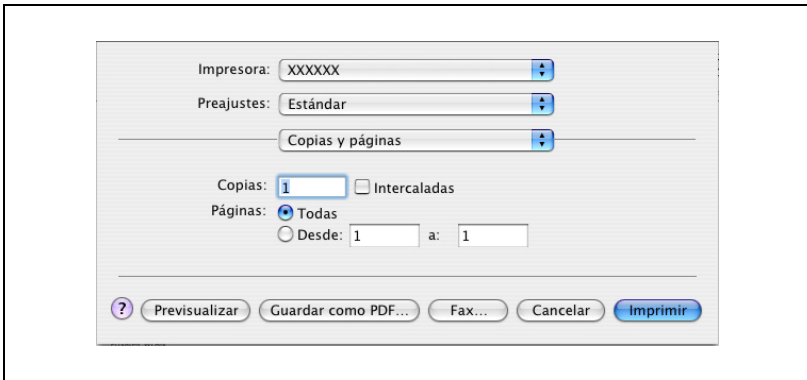 Impresora: XXXXXX
Preajustes: Estándar
Copias y páginas
Copias: 1 Intercaladas
Páginas: Todas
Desde: 1 a: 1
? Previsualizar Guardar como PDF... Fax... Cancelar Imprimir